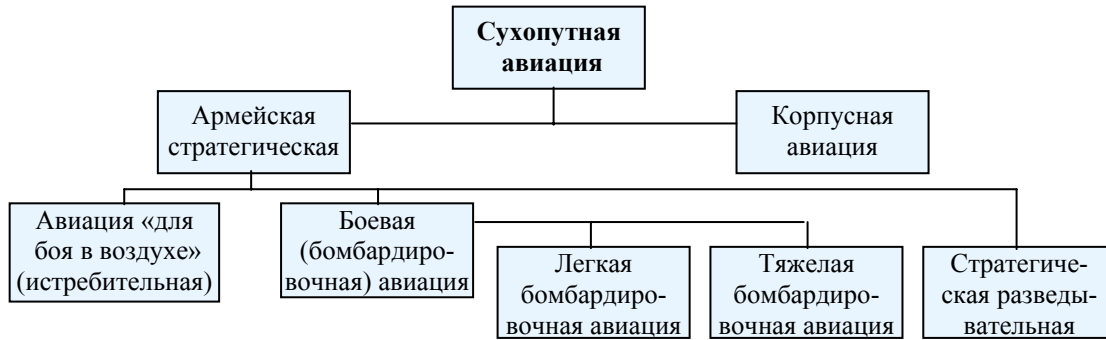 Сухопутная
авиация
Армейская
стратегическая
Корпусная
авиация
Авиация «для
боя в воздухе»
(истребительная)
Боевая
(бомбардиро-
вочная) авиация
Легкая
бомбардиро-
вочная авиация
Тяжелая
бомбардиро-
вочная авиация
Стратегиче-
ская разведы-
вательная